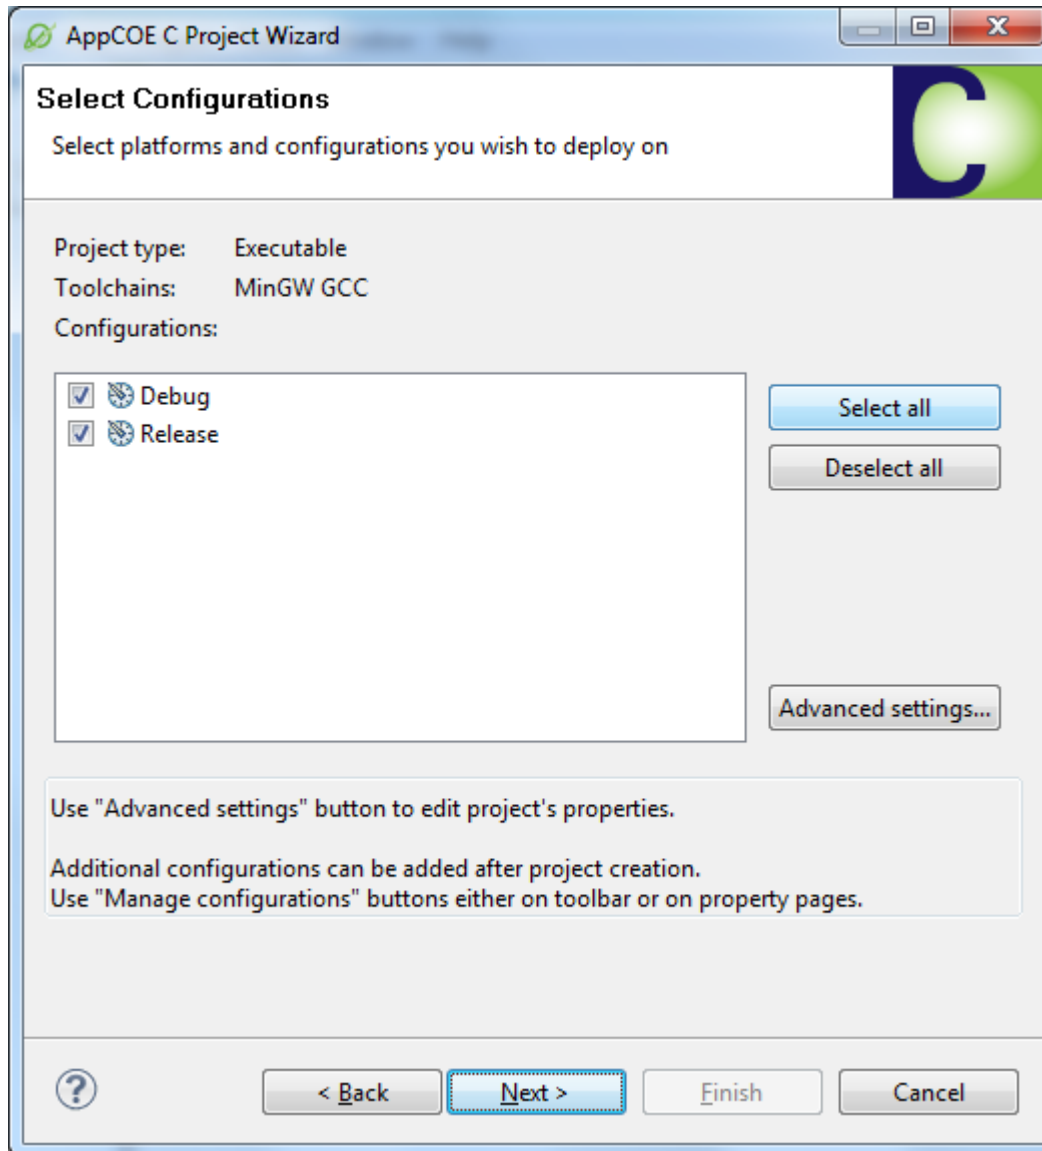 AppCOE C Project Wizard
Select Configurations
Select platforms and configurations you wish to deploy on
C
Project type: Executable
Toolchains: MinGW GCC
Configurations:
Debug
Release
Select all
Deselect all
Advanced settings...
Use "Advanced settings" button to edit project's properties.
Additional configurations can be added after project creation.
Use "Manage configurations" buttons either on toolbar or on property pages.
?
< Back
Next >
Finish
Cancel